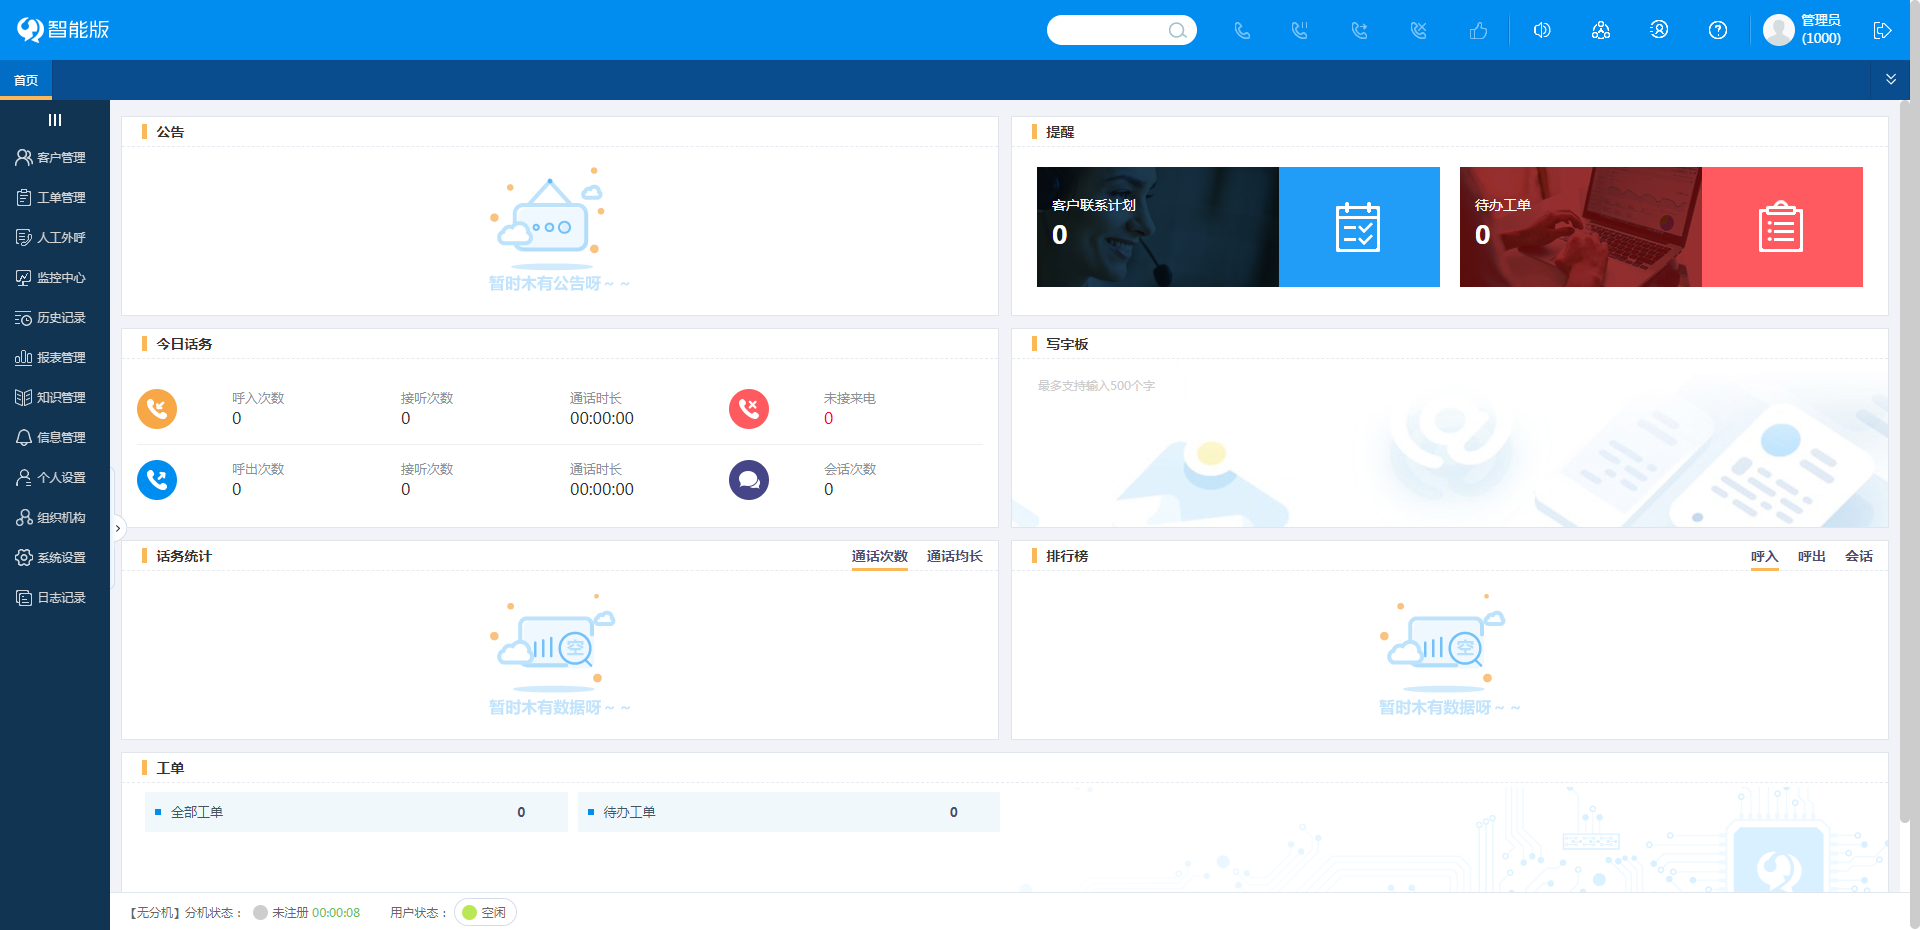 智能版
管理员
(1000)
首页
客户管理
工单管理
人工外呼
监控中心
历史记录
报表管理
知识管理
信息管理
个人设置
组织机构
系统设置
日志记录
公告
暂时木有公告呀~ ~
提醒
客户联系计划
0
待办工单
0
今日话务
呼入次数 接听次数 通话时长 未接来电
0 0 00:00:00 0
呼出次数 接听次数 通话时长 会话次数
0 0 00:00:00 0
写字板
最多支持输入500个字
话务统计 通话次数 通话均长
空
暂时木有数据呀~ ~
排行榜 呼入 呼出 会话
空
暂时木有数据呀~ ~
工单
全部工单 0 待办工单 0
【无分机】分机状态： 未注册 00:00:08 用户状态： 空闲